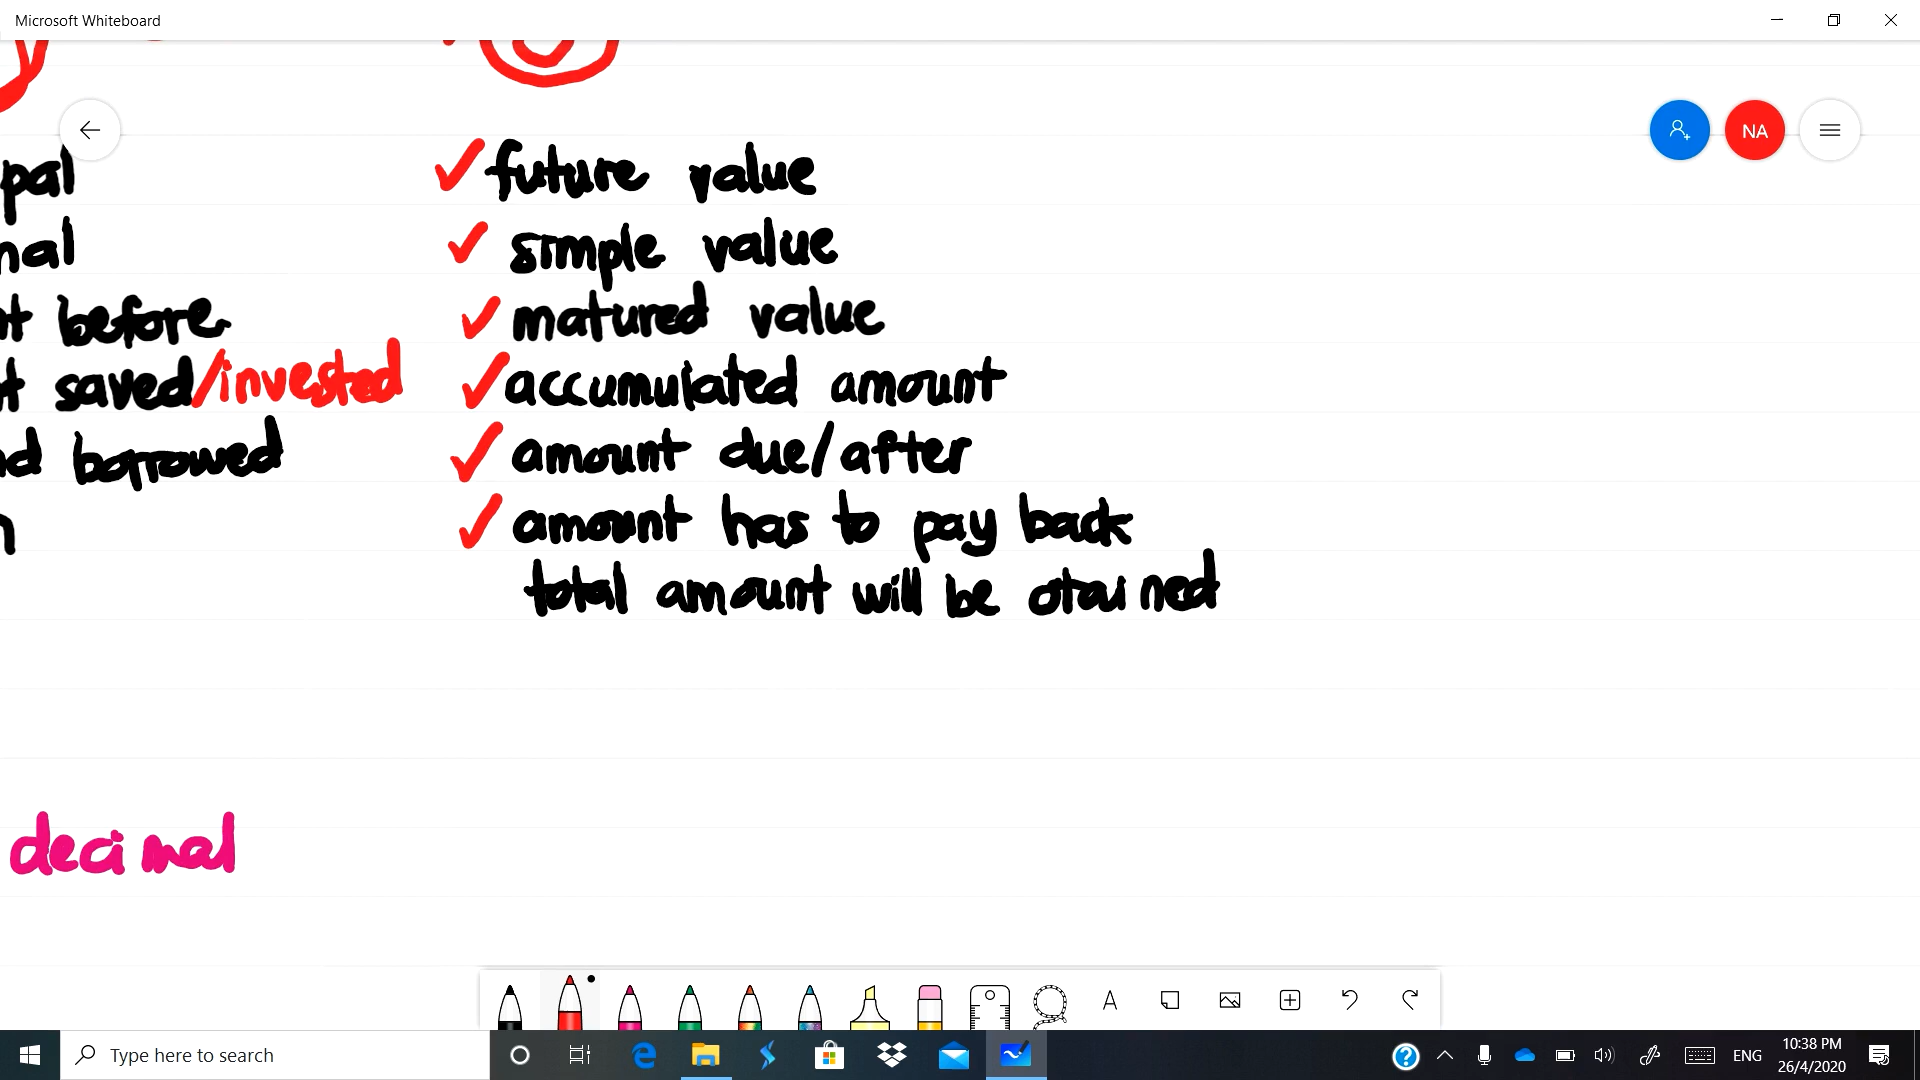 Microsoft Whiteboard
NA
pal
nal
before
saved/invested
borrowed
future value
simple value
matured value
accumulated amount
amount due/after
amount has to pay back
total amount will be otained
decimal
Type here to search
ENG
10:38 PM
26/4/2020